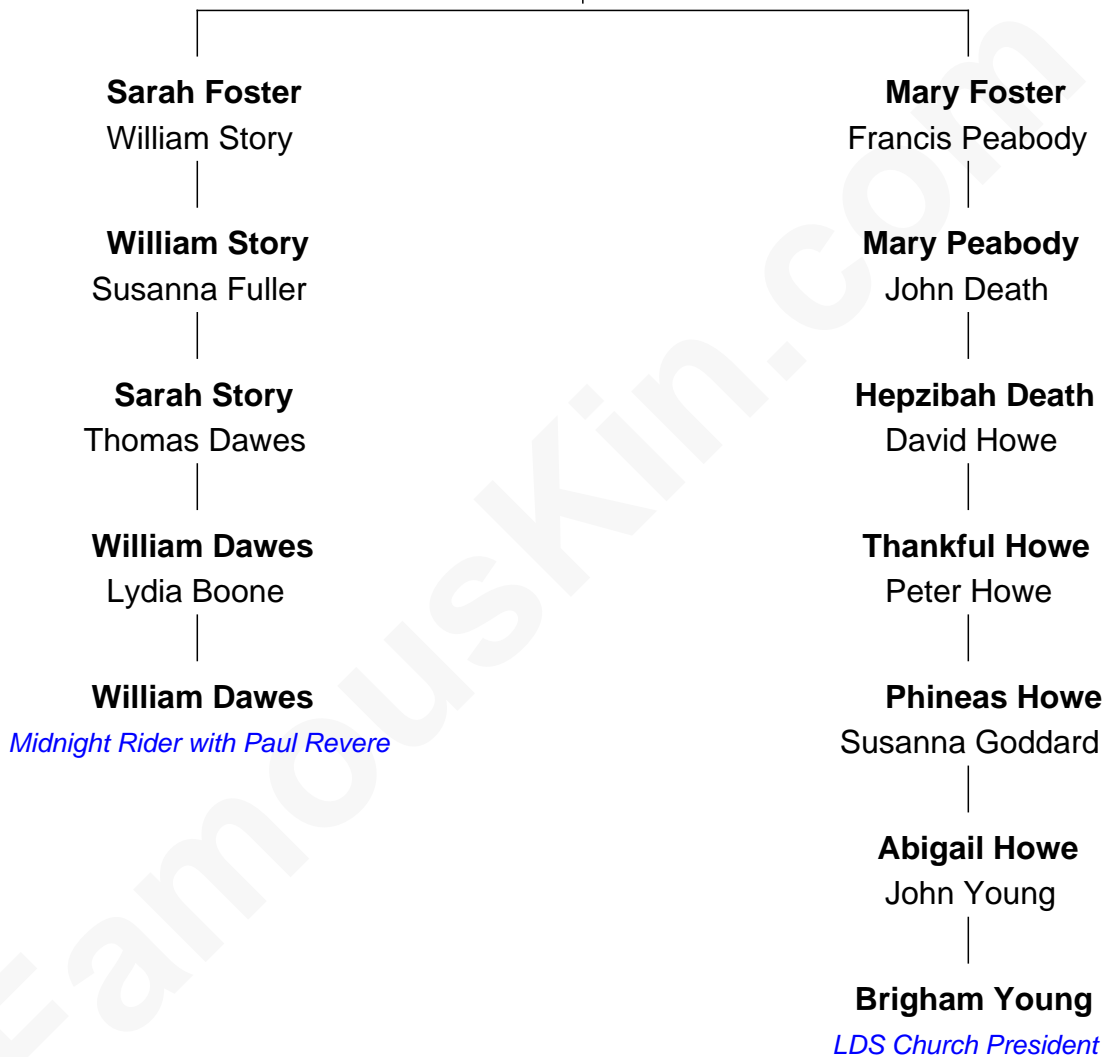 Sarah Foster
William Story
William Story
Susanna Fuller
Sarah Story
Thomas Dawes
William Dawes
Lydia Boone
William Dawes
Midnight Rider with Paul Revere
Mary Foster
Francis Peabody
Mary Peabody
John Death
Hepzibah Death
David Howe
Thankful Howe
Peter Howe
Phineas Howe
Susanna Goddard
Abigail Howe
John Young
Brigham Young
LDS Church President
FamousKin.com